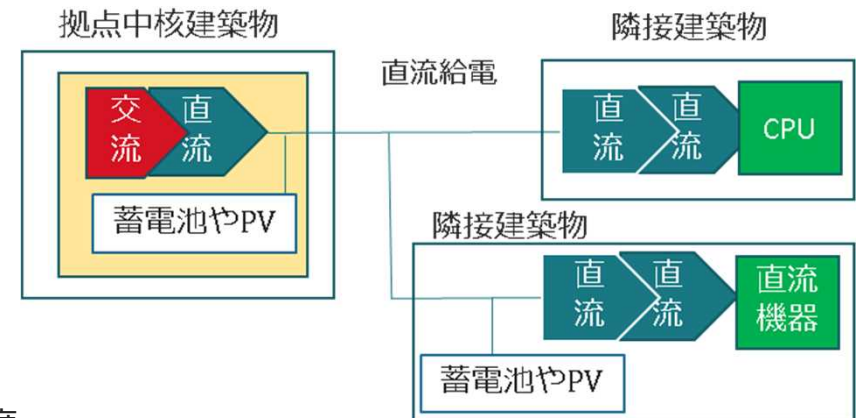 拠点中核建築物
隣接建築物
直流給電
交流
直流
直流
直流
CPU
蓄電池やPV
隣接建築物
直流
直流
直流機器
蓄電池やPV